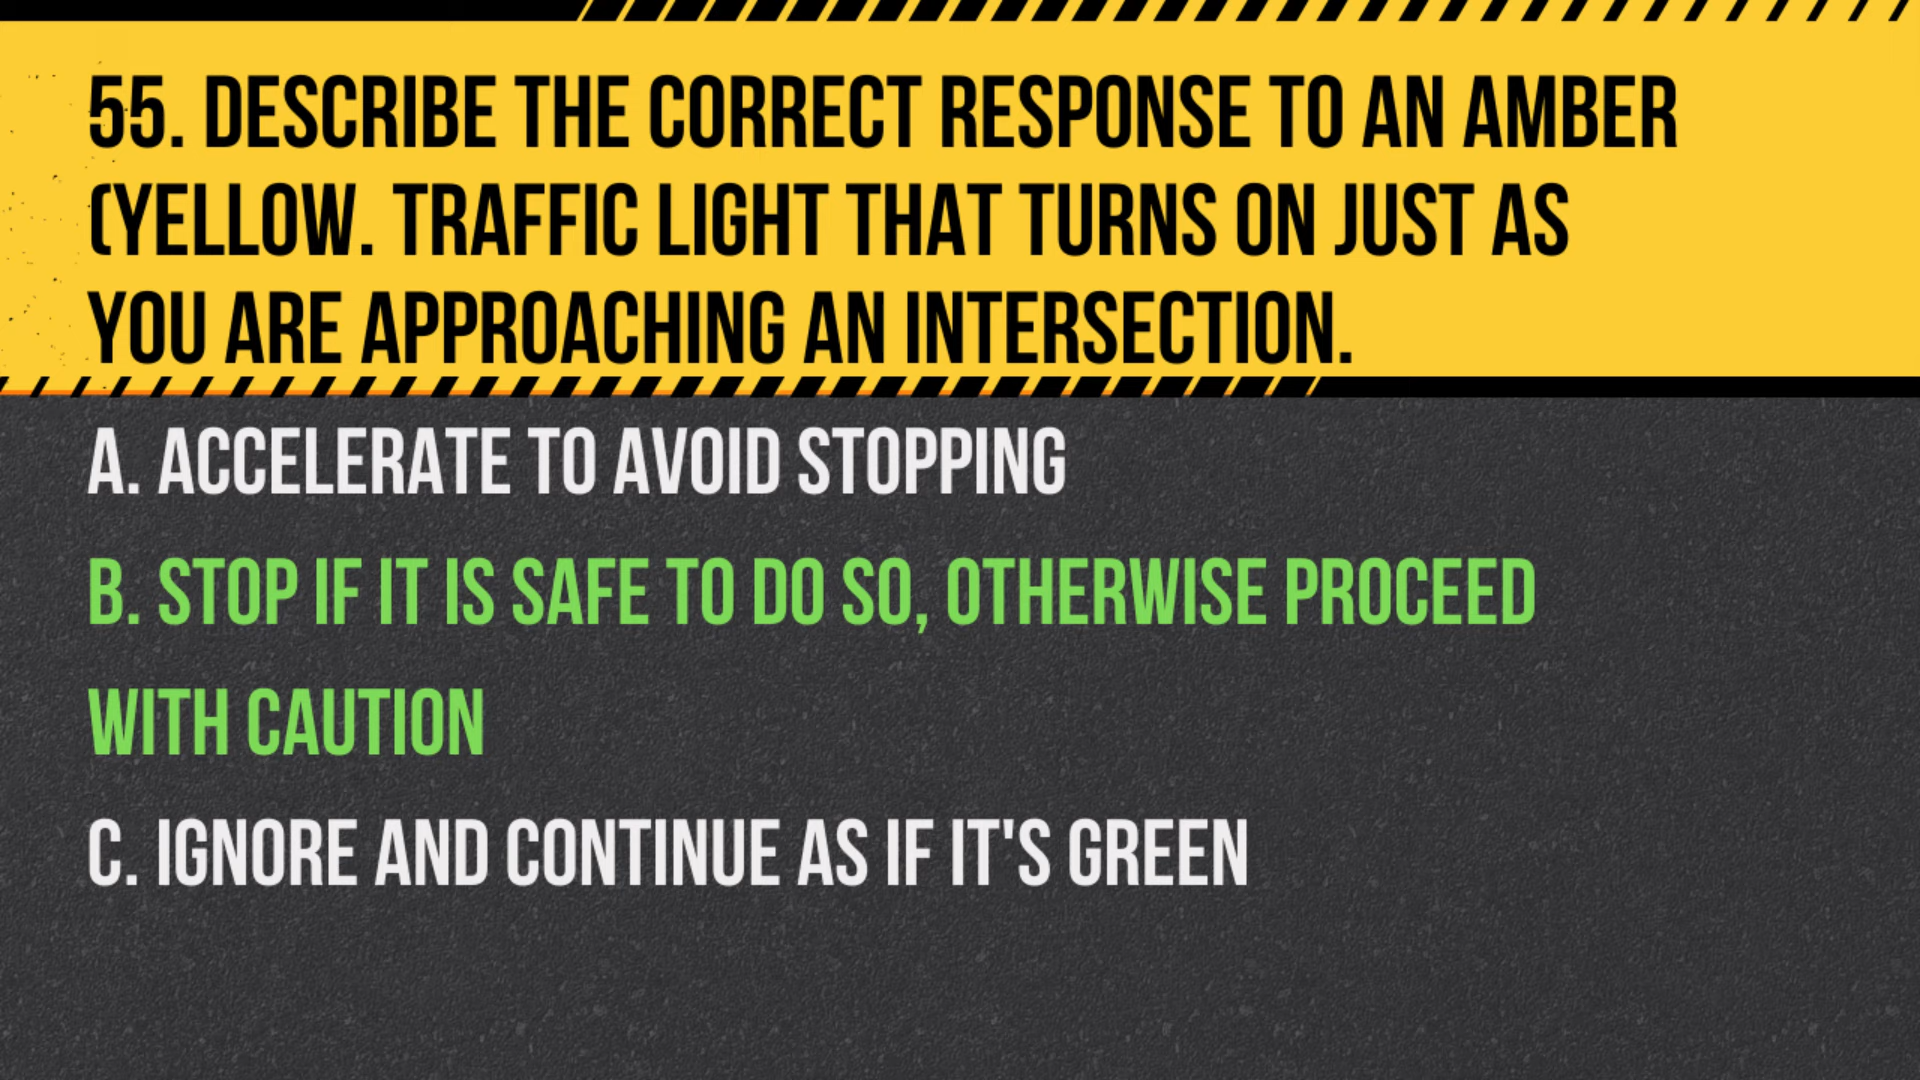 55. DESCRIBE THE CORRECT RESPONSE TO AN AMBER
(YELLOW. TRAFFIC LIGHT THAT TURNS ON JUST AS
YOU ARE APPROACHING AN INTERSECTION.
A. ACCELERATE TO AVOID STOPPING
B. STOP IF IT IS SAFE TO DO SO, OTHERWISE PROCEED
WITH CAUTION
C. IGNORE AND CONTINUE AS IF IT'S GREEN